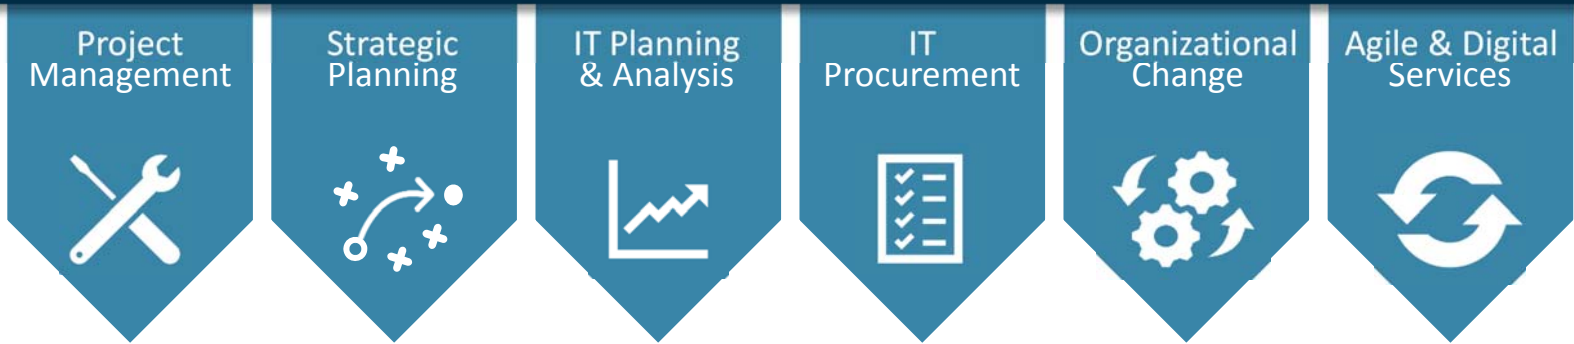 Project
Management
Strategic
Planning
IT Planning
& Analysis
IT
Procurement
Organizational
Change
Agile & Digital
Services